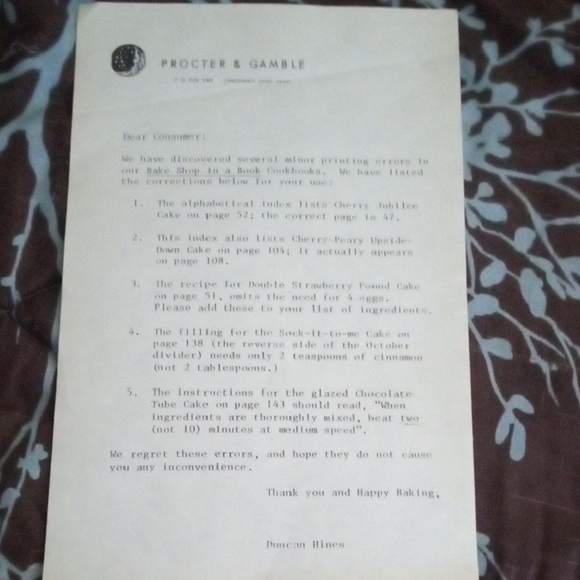 PROCTER & GAMBLE
Dear Consumer:
We have discovered several minor printing errors in
our Bake Shop in a Book Cookbooks. We have listed
the corrections below for your use:
1. The alphabetical index lists Cherry Jubilee
Cake on page 52; the correct page is 47.
2. This index also lists Cherry-Peary Upside-
Down Cake on page 104; it actually appears
on page 108.
3. The recipe for Double Strawberry Pound Cake
on page 51, omits the need for 4 eggs.
Please add these to your list of ingredients.
4. The filling for the Sock-it-to-me Cake on
page 138 (the reverse side of the October
divider) needs only 2 teaspoons of cinnamon
(not 2 tablespoons.)
5. The instructions for the glazed Chocolate
Tube Cake on page 143 should read, "When
ingredients are thoroughly mixed, beat two
(not 10) minutes at medium speed".
We regret these errors, and hope they do not cause
you any inconvenience.
Thank you and Happy Baking,
Duncan Hines